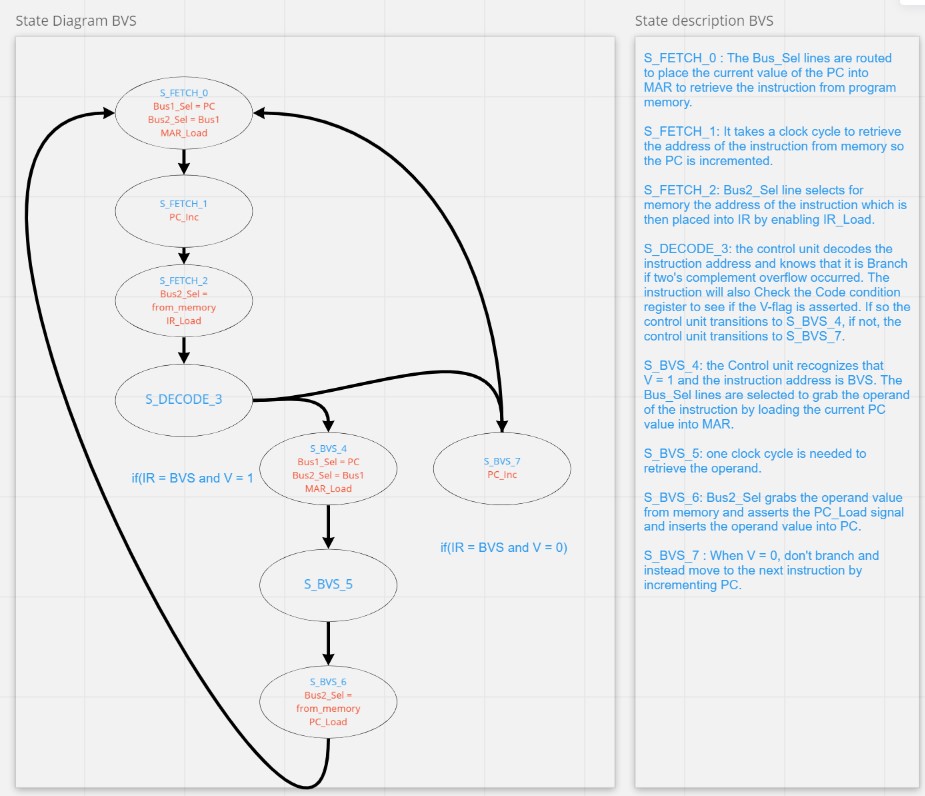 State Diagram BVS
S_FETCH_0
Bus1_Sel = PC
Bus2_Sel = Bus1
MAR_Load
S_FETCH_1
PC_Inc
S_FETCH_2
Bus2_Sel =
from_memory
IR_Load
S_DECODE_3
if(IR = BVS and V = 1
S_BVS_4
Bus1_Sel = PC
Bus2_Sel = Bus1
MAR_Load
S_BVS_7
PC_Inc
if(IR = BVS and V = 0)
S_BVS_5
S_BVS_6
Bus2_Sel =
from_memory
PC_Load
State description BVS
S_FETCH_0 : The Bus_Sel lines are routed
to place the current value of the PC into
MAR to retrieve the instruction from program
memory.
S_FETCH_1: It takes a clock cycle to retrieve
the address of the instruction from memory so
the PC is incremented.
S_FETCH_2: Bus2_Sel line selects for
memory the address of the instruction which is
then placed into IR by enabling IR_Load.
S_DECODE_3: the control unit decodes the
instruction address and knows that it is Branch
if two's complement overflow occurred. The
instruction will also Check the Code condition
register to see if the V-flag is asserted. If so the
control unit transitions to S_BVS_4, if not, the
control unit transitions to S_BVS_7.
S_BVS_4: the Control unit recognizes that
V = 1 and the instruction address is BVS. The
Bus_Sel lines are selected to grab the operand
of the instruction by loading the current PC
value into MAR.
S_BVS_5: one clock cycle is needed to
retrieve the operand.
S_BVS_6: Bus2_Sel grabs the operand value
from memory and asserts the PC_Load signal
and inserts the operand value into PC.
S_BVS_7 : When V = 0, don't branch and
instead move to the next instruction by
incrementing PC.